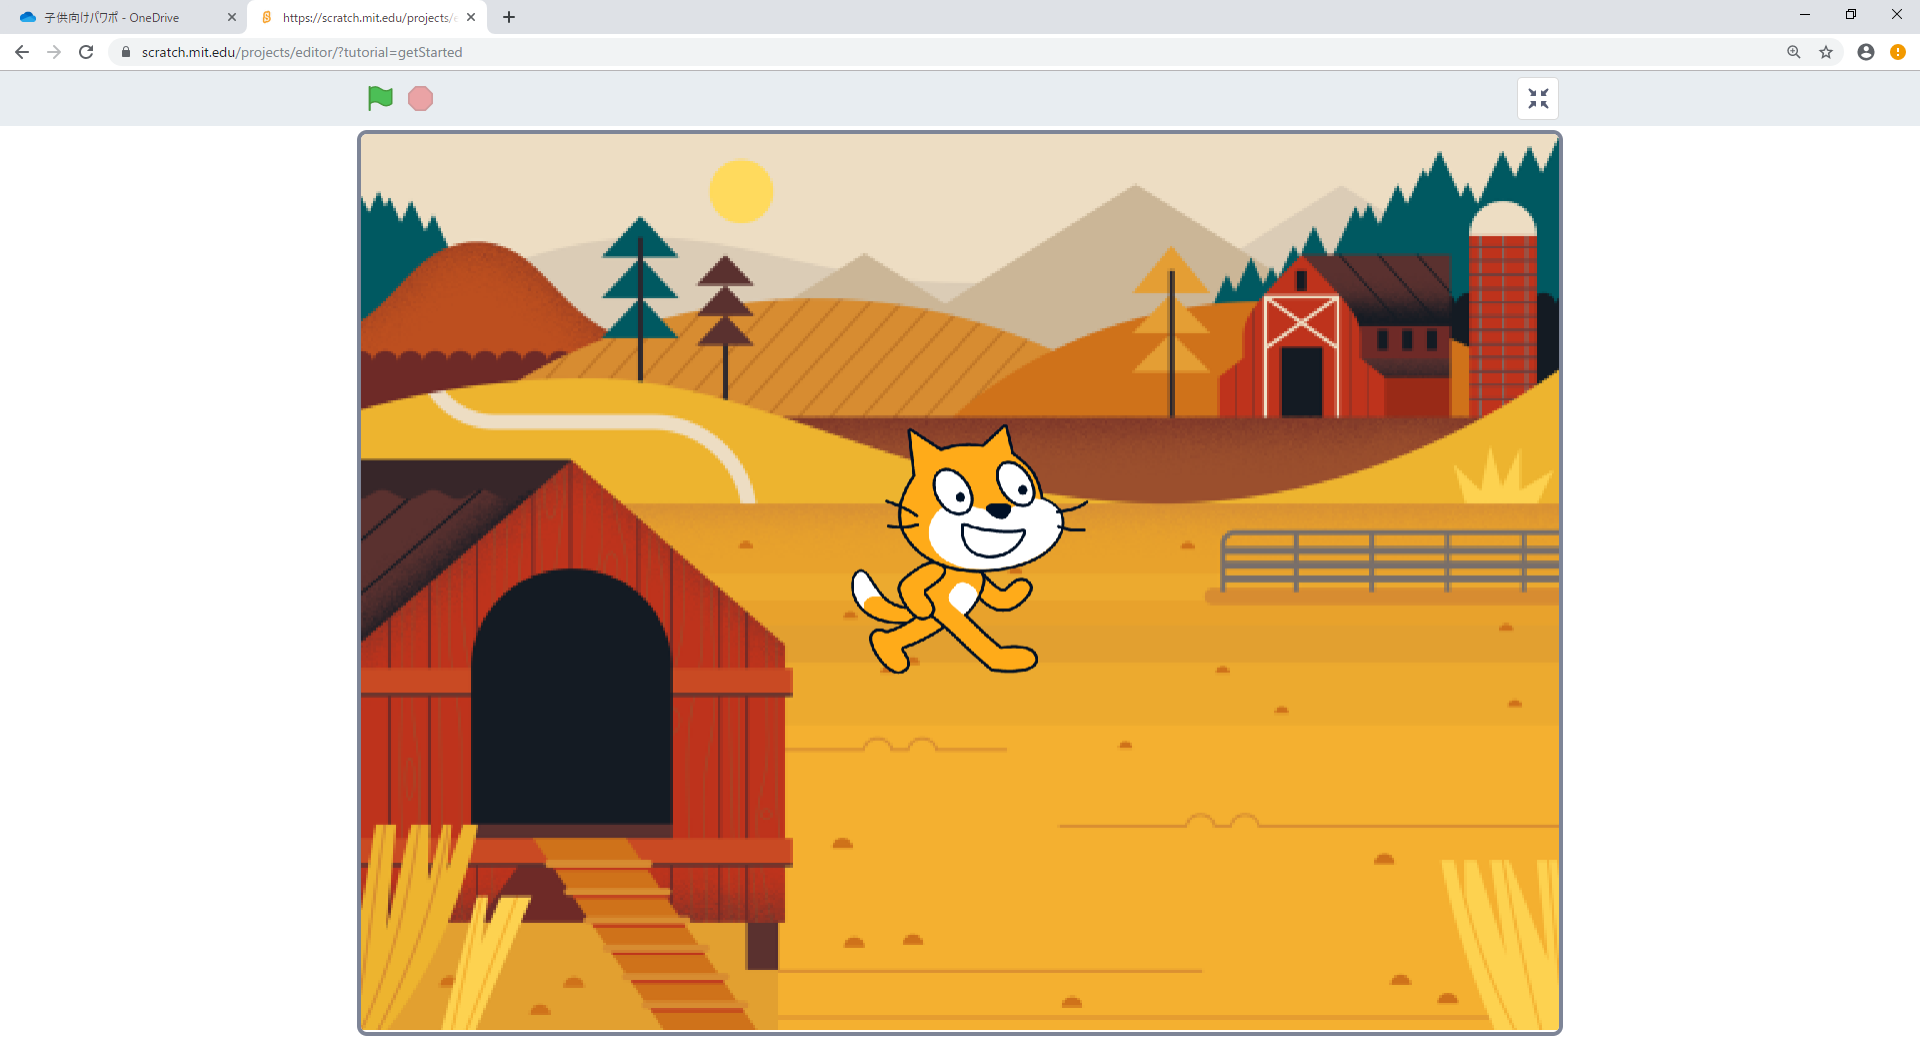 子供向けパワポ - OneDrive
https://scratch.mit.edu/projects/e
scratch.mit.edu/projects/editor/?tutorial=getStarted